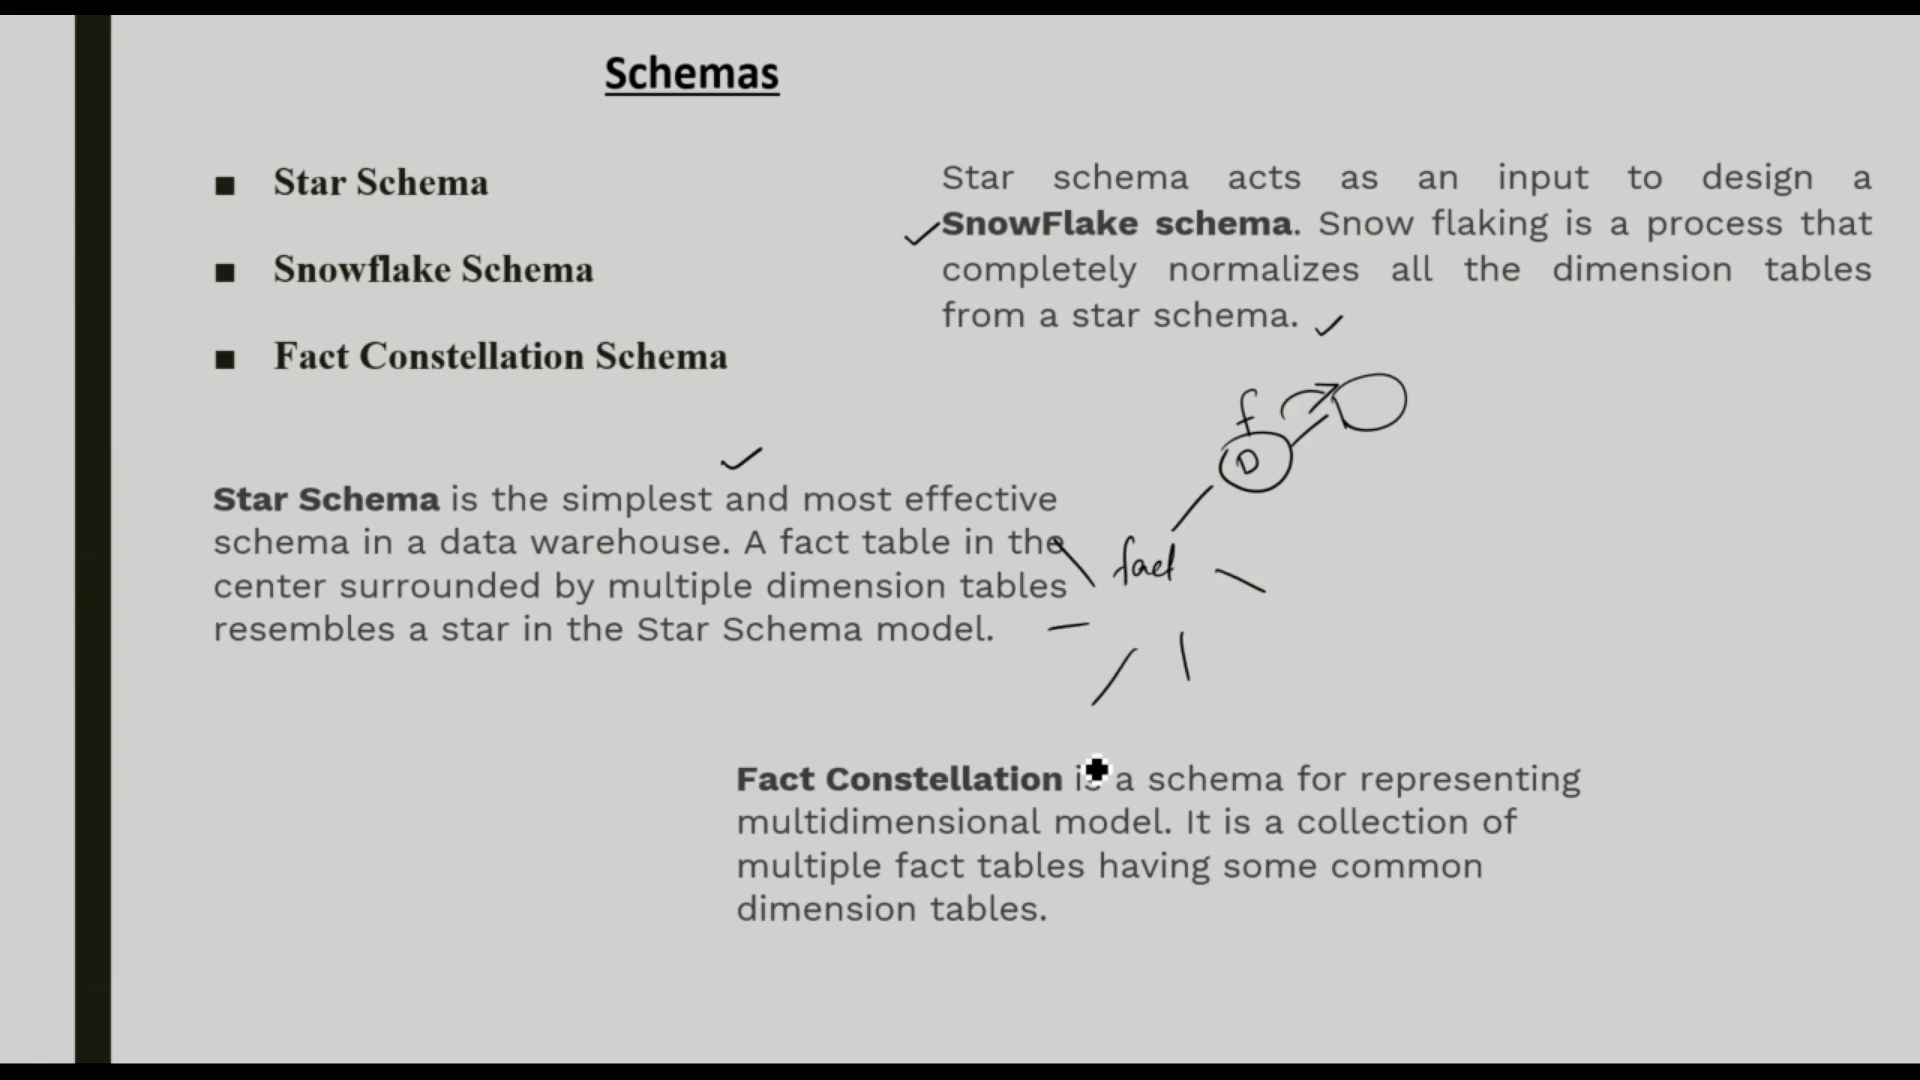 Schemas
■ Star Schema
■ Snowflake Schema
■ Fact Constellation Schema
Star schema acts as an input to design a
SnowFlake schema. Snow flaking is a process that
completely normalizes all the dimension tables
from a star schema.
f
D
fact
Star Schema is the simplest and most effective
schema in a data warehouse. A fact table in the
center surrounded by multiple dimension tables
resembles a star in the Star Schema model.
Fact Constellation is a schema for representing
multidimensional model. It is a collection of
multiple fact tables having some common
dimension tables.